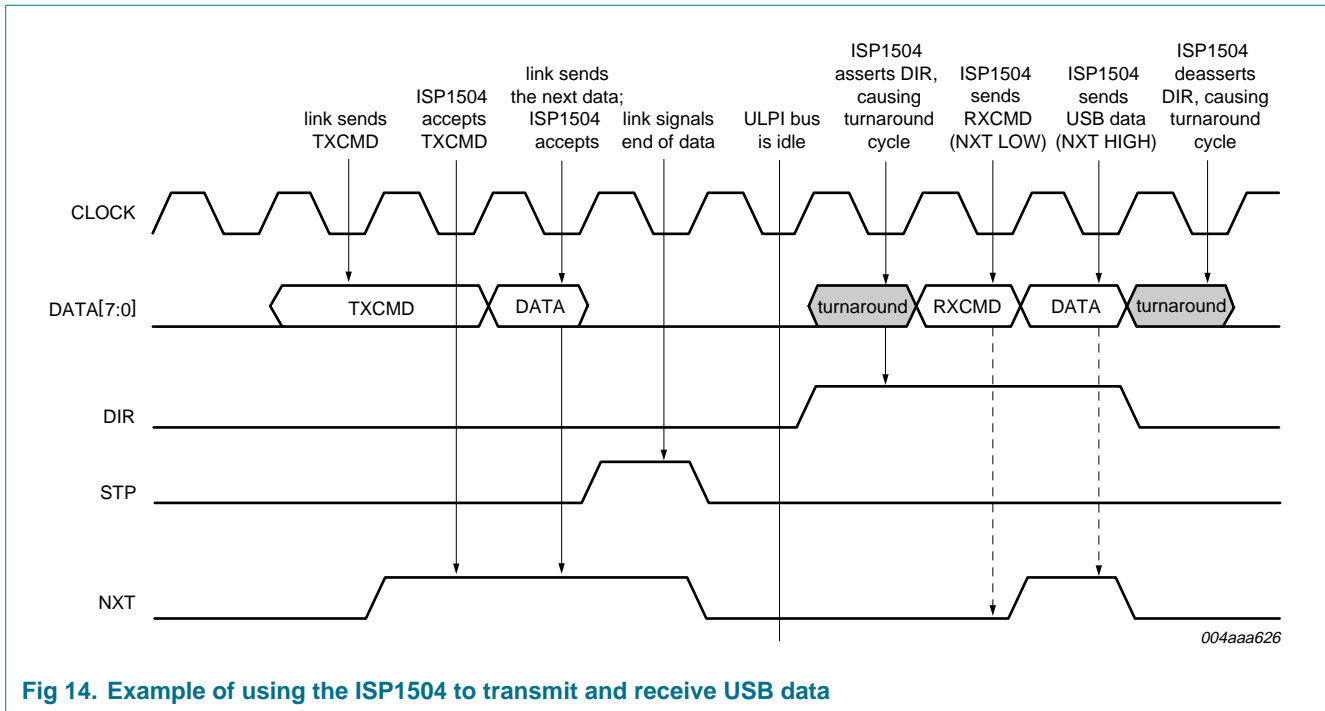 link sends
TXCMD
ISP1504
accepts
TXCMD
link sends
the next data;
ISP1504
accepts
link signals
end of data
ULPI bus
is idle
ISP1504
asserts DIR,
causing
turnaround
cycle
ISP1504
sends
RXCMD
(NXT LOW)
ISP1504
sends
USB data
(NXT HIGH)
ISP1504
deasserts
DIR, causing
turnaround
cycle
CLOCK
DATA[7:0]
TXCMD
DATA
turnaround
RXCMD
DATA
turnaround
DIR
STP
NXT
004aaa626
Fig 14. Example of using the ISP1504 to transmit and receive USB data